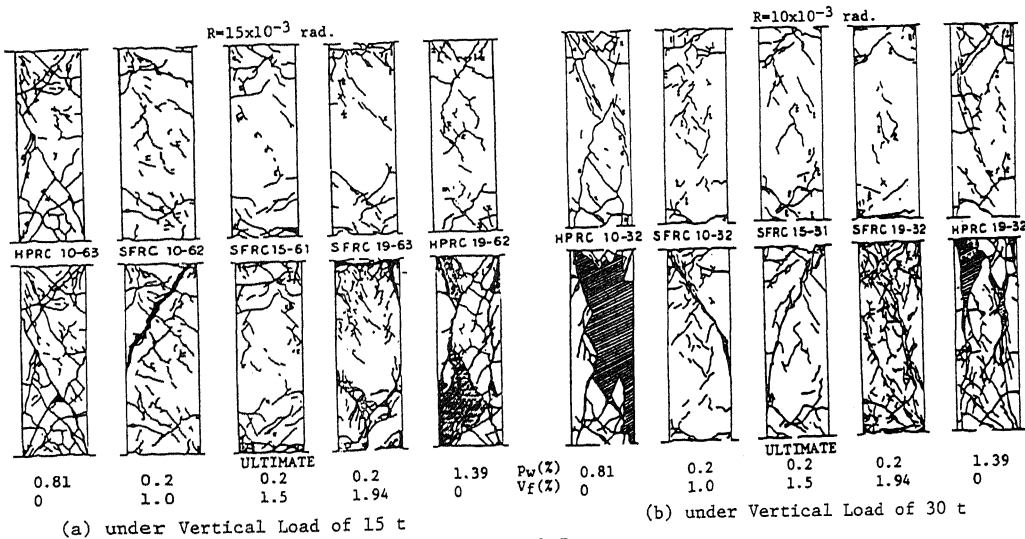 R=15x10⁻³ rad.
R=10x10⁻³ rad.
HPRC 10-63 SFRC 10-62 SFRC 15-61 SFRC 19-63 HPRC 19-62
HPRC 10-32 SFRC 10-32 SFRC 15-31 SFRC 19-32 HPRC 19-32
ULTIMATE
ULTIMATE
0.81 0.2 0.2 0.2 1.39
Pw(%) 0.81 0.2 0.2 0.2 1.39
0 1.0 1.5 1.94 0
Vf(%) 0 1.0 1.5 1.94 0
(a) under Vertical Load of 15 t
(b) under Vertical Load of 30 t